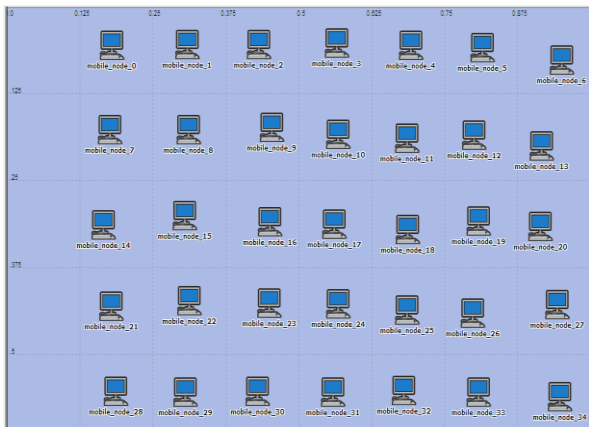 .0 0.125 0.25 0.375 0.5 0.625 0.75 0.875
mobile_node_0 mobile_node_1 mobile_node_2 mobile_node_3 mobile_node_4 mobile_node_5 mobile_node_6
.125
mobile_node_7 mobile_node_8 mobile_node_9 mobile_node_10 mobile_node_11 mobile_node_12 mobile_node_13
.25
mobile_node_14 mobile_node_15 mobile_node_16 mobile_node_17 mobile_node_18 mobile_node_19 mobile_node_20
.375
mobile_node_21 mobile_node_22 mobile_node_23 mobile_node_24 mobile_node_25 mobile_node_26 mobile_node_27
.5
mobile_node_28 mobile_node_29 mobile_node_30 mobile_node_31 mobile_node_32 mobile_node_33 mobile_node_34